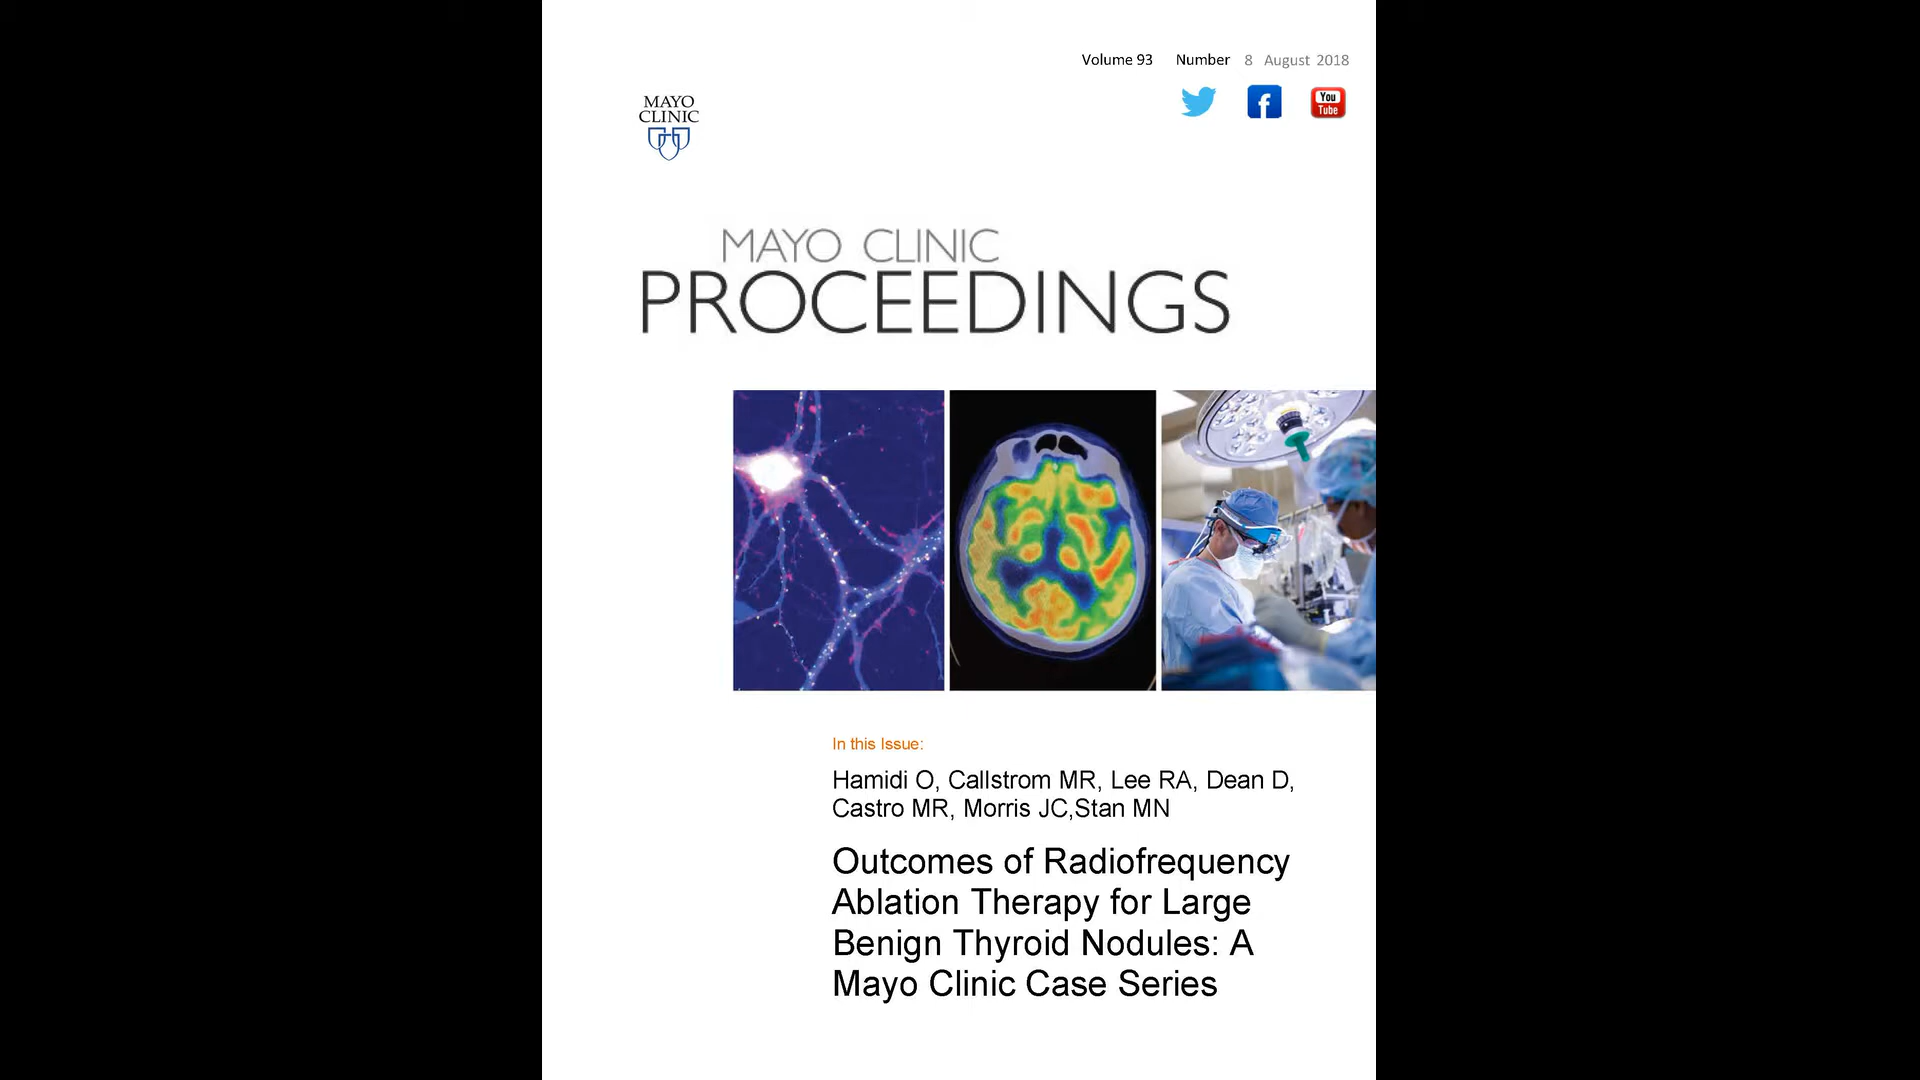 Volume 93 Number 8 August 2018
You
Tube
MAYO
CLINIC
MAYO CLINIC
PROCEEDINGS
In this Issue:
Hamidi O, Callstrom MR, Lee RA, Dean D,
Castro MR, Morris JC,Stan MN
Outcomes of Radiofrequency
Ablation Therapy for Large
Benign Thyroid Nodules: A
Mayo Clinic Case Series